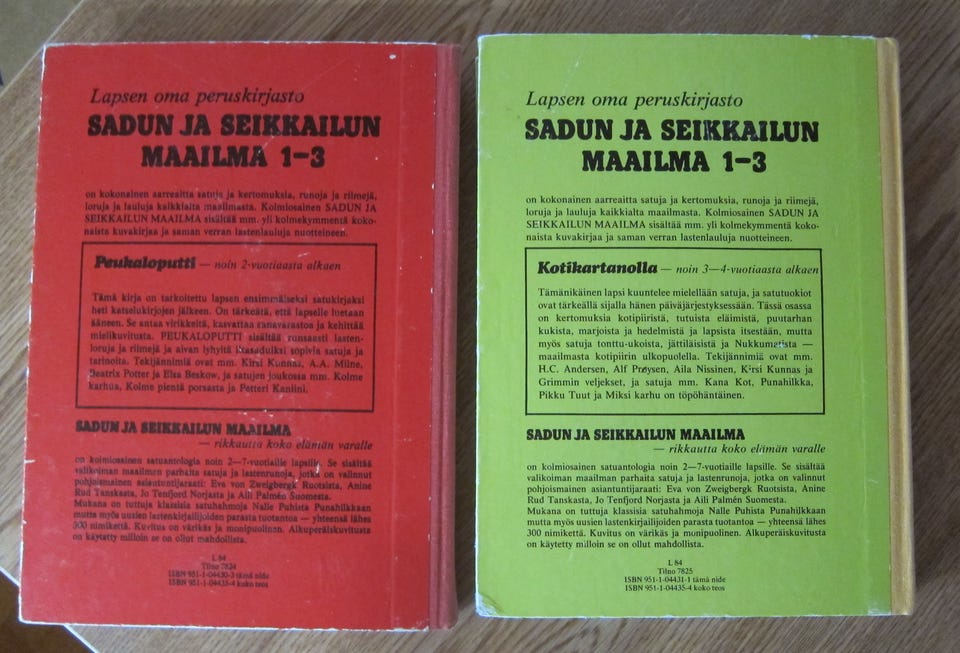 Lapsen oma peruskirjasto
SADUN JA SEIKKAILUN
MAAILMA 1-3
on kokonainen aarreaitta satuja ja kertomuksia, runoja ja riimejä,
loruja ja lauluja kaikkialta maailmasta. Kolmiosainen SADUN JA
SEIKKAILUN MAAILMA sisältää mm. yli kolmekymmentä koko-
naista kuvakirjaa ja saman verran lastenlauluja nuotteineen.
Peukaloputti — noin 2-vuotiaasta alkaen
Tämä kirja on tarkoitettu lapsen ensimmäiseksi satukirjaksi
heti katselukirjojen jälkeen. On tärkeätä, että lapselle luetaan
ääneen. Se antaa virikkeitä, kasvattaa sanavarastoa ja kehittää
mielikuvitusta. PEUKALOPUTTI sisältää runsaasti lasten-
loruja ja riimejä ja aivan lyhyitä iltasaduiksi sopivia satuja ja
tarinoita. Tekijännimiä ovat mm. Kirsi Kunnas, A.A. Milne,
Beatrix Potter ja Elsa Beskow, ja satujen joukossa mm. Kolme
karhua, Kolme pientä porsasta ja Petteri Kaniini.
SADUN JA SEIKKAILUN MAAILMA
— rikkautta koko elämän varalle
on kolmiosainen satuantologia noin 2—7-vuotiaille lapsille. Se sisältää
valikoiman maailman parhaita satuja ja lastenrunoja, jotka on valinnut
pohjoismainen asiantuntijaraati: Eva von Zweigbergk Ruotsista, Anine
Rud Tanskasta, Jo Tenfjord Norjasta ja Aili Palmén Suomesta.
Mukana on tuttuja klassisia satuhahmoja Nalle Puhista Punahilkkaan
mutta myös uusien lastenkirjailijoiden parasta tuotantoa — yhteensä lähes
300 nimikettä. Kuvitus on värikäs ja monipuolinen. Alkuperäiskuvitusta
on käytetty milloin se on ollut mahdollista.
L 84
Tilno 7824
ISBN 951-1-04430-3 tämä nide
ISBN 951-1-04435-4 koko teos
Lapsen oma peruskirjasto
SADUN JA SEIKKAILUN
MAAILMA 1-3
on kokonainen aarreaitta satuja ja kertomuksia, runoja ja riimejä,
loruja ja lauluja kaikkialta maailmasta. Kolmiosainen SADUN JA
SEIKKAILUN MAAILMA sisältää mm. yli kolmekymmentä koko-
naista kuvakirjaa ja saman verran lastenlauluja nuotteineen.
Kotikartanolla — noin 3—4-vuotiaasta alkaen
Tämänikäinen lapsi kuuntelee mielellään satuja, ja satutuokiot
ovat tärkeällä sijalla hänen päiväjärjestyksessään. Tässä osassa
on kertomuksia kotipiiristä, tutuista eläimistä, puutarhan
kukista, marjoista ja hedelmistä ja lapsista itsestään, mutta
myös satuja tonttu-ukoista, jättiläisistä ja Nukkumatista —
maailmasta kotipiirin ulkopuolella. Tekijännimiä ovat mm.
H.C. Andersen, Alf Prøysen, Aila Nissinen, Kirsi Kunnas ja
Grimmin veljekset, ja satuja mm. Kana Kot, Punahilkka,
Pikku Tuut ja Miksi karhu on töpöhäntäinen.
SADUN JA SEIKKAILUN MAAILMA
— rikkautta koko elämän varalle
on kolmiosainen satuantologia noin 2—7-vuotiaille lapsille. Se sisältää
valikoiman maailman parhaita satuja ja lastenrunoja, jotka on valinnut
pohjoismainen asiantuntijaraati: Eva von Zweigbergk Ruotsista, Anine
Rud Tanskasta, Jo Tenfjord Norjasta ja Aili Palmén Suomesta.
Mukana on tuttuja klassisia satuhahmoja Nalle Puhista Punahilkkaan
mutta myös uusien lastenkirjailijoiden parasta tuotantoa — yhteensä lähes
300 nimikettä. Kuvitus on värikäs ja monipuolinen. Alkuperäiskuvitusta
on käytetty milloin se on ollut mahdollista.
L 84
Tilno 7825
ISBN 951-1-04431-1 tämä nide
ISBN 951-1-04435-4 koko teos